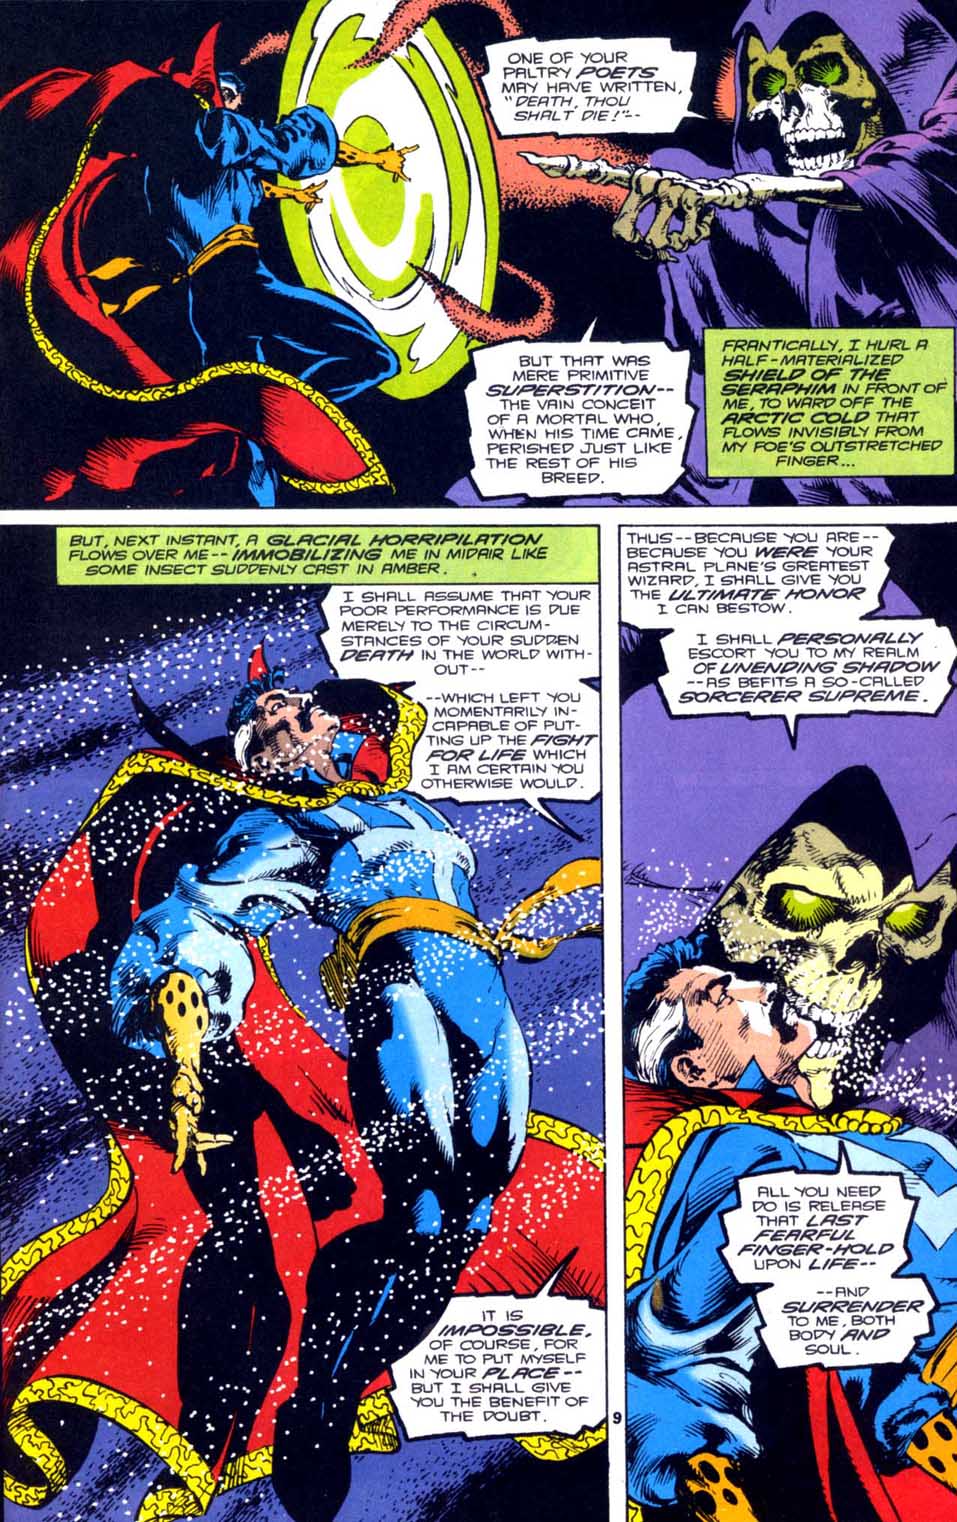 ONE OF YOUR
PALTRY POETS
MAY HAVE WRITTEN,
"DEATH, THOU
SHALT DIE!"--
BUT THAT WAS
MERE PRIMITIVE
SUPERSTITION--
THE VAIN CONCEIT
OF A MORTAL WHO,
WHEN HIS TIME CAME,
PERISHED JUST LIKE
THE REST OF HIS
BREED.
FRANTICALLY, I HURL A
HALF-MATERIALIZED
SHIELD OF THE
SERAPHIM IN FRONT OF
ME, TO WARD OFF THE
ARCTIC COLD THAT
FLOWS INVISIBLY FROM
MY FOE'S OUTSTRETCHED
FINGER...
BUT, NEXT INSTANT, A GLACIAL HORRIPILATION
FLOWS OVER ME-- IMMOBILIZING ME IN MIDAIR LIKE
SOME INSECT SUDDENLY CAST IN AMBER.
I SHALL ASSUME THAT YOUR
POOR PERFORMANCE IS DUE
MERELY TO THE CIRCUM-
STANCES OF YOUR SUDDEN
DEATH IN THE WORLD WITH-
OUT--
--WHICH LEFT YOU
MOMENTARILY IN-
CAPABLE OF PUT-
TING UP THE FIGHT
FOR LIFE WHICH
I AM CERTAIN YOU
OTHERWISE WOULD.
IT IS
IMPOSSIBLE,
OF COURSE, FOR
ME TO PUT MYSELF
IN YOUR PLACE--
BUT I SHALL GIVE
YOU THE BENEFIT OF
THE DOUBT.
9
THUS--BECAUSE YOU ARE--
BECAUSE YOU WERE YOUR
ASTRAL PLANE'S GREATEST
WIZARD, I SHALL GIVE YOU
THE ULTIMATE HONOR
I CAN BESTOW.
I SHALL PERSONALLY
ESCORT YOU TO MY REALM
OF UNENDING SHADOW
--AS BEFITS A SO-CALLED
SORCERER SUPREME.
ALL YOU NEED
DO IS RELEASE
THAT LAST
FEARFUL
FINGER-HOLD
UPON LIFE--
--AND
SURRENDER
TO ME, BOTH
BODY AND
SOUL.